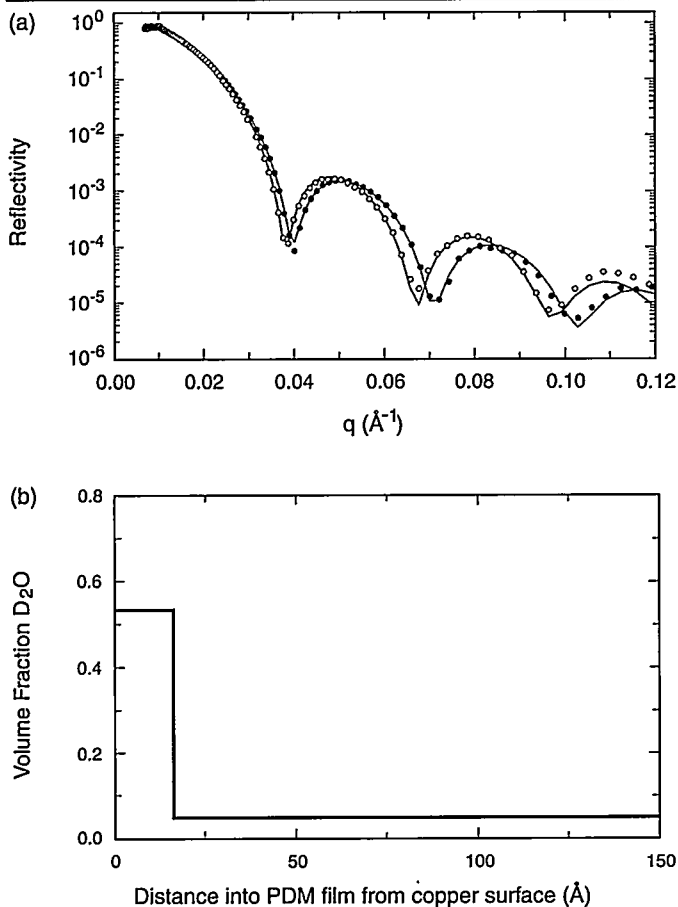 (a)
10⁰
10⁻¹
10⁻²
10⁻³
10⁻⁴
10⁻⁵
10⁻⁶
Reflectivity
0.00 0.02 0.04 0.06 0.08 0.10 0.12
q (Å⁻¹)
(b)
0.8
0.6
0.4
0.2
0.0
Volume Fraction D₂O
0 50 100 150
Distance into PDM film from copper surface (Å)